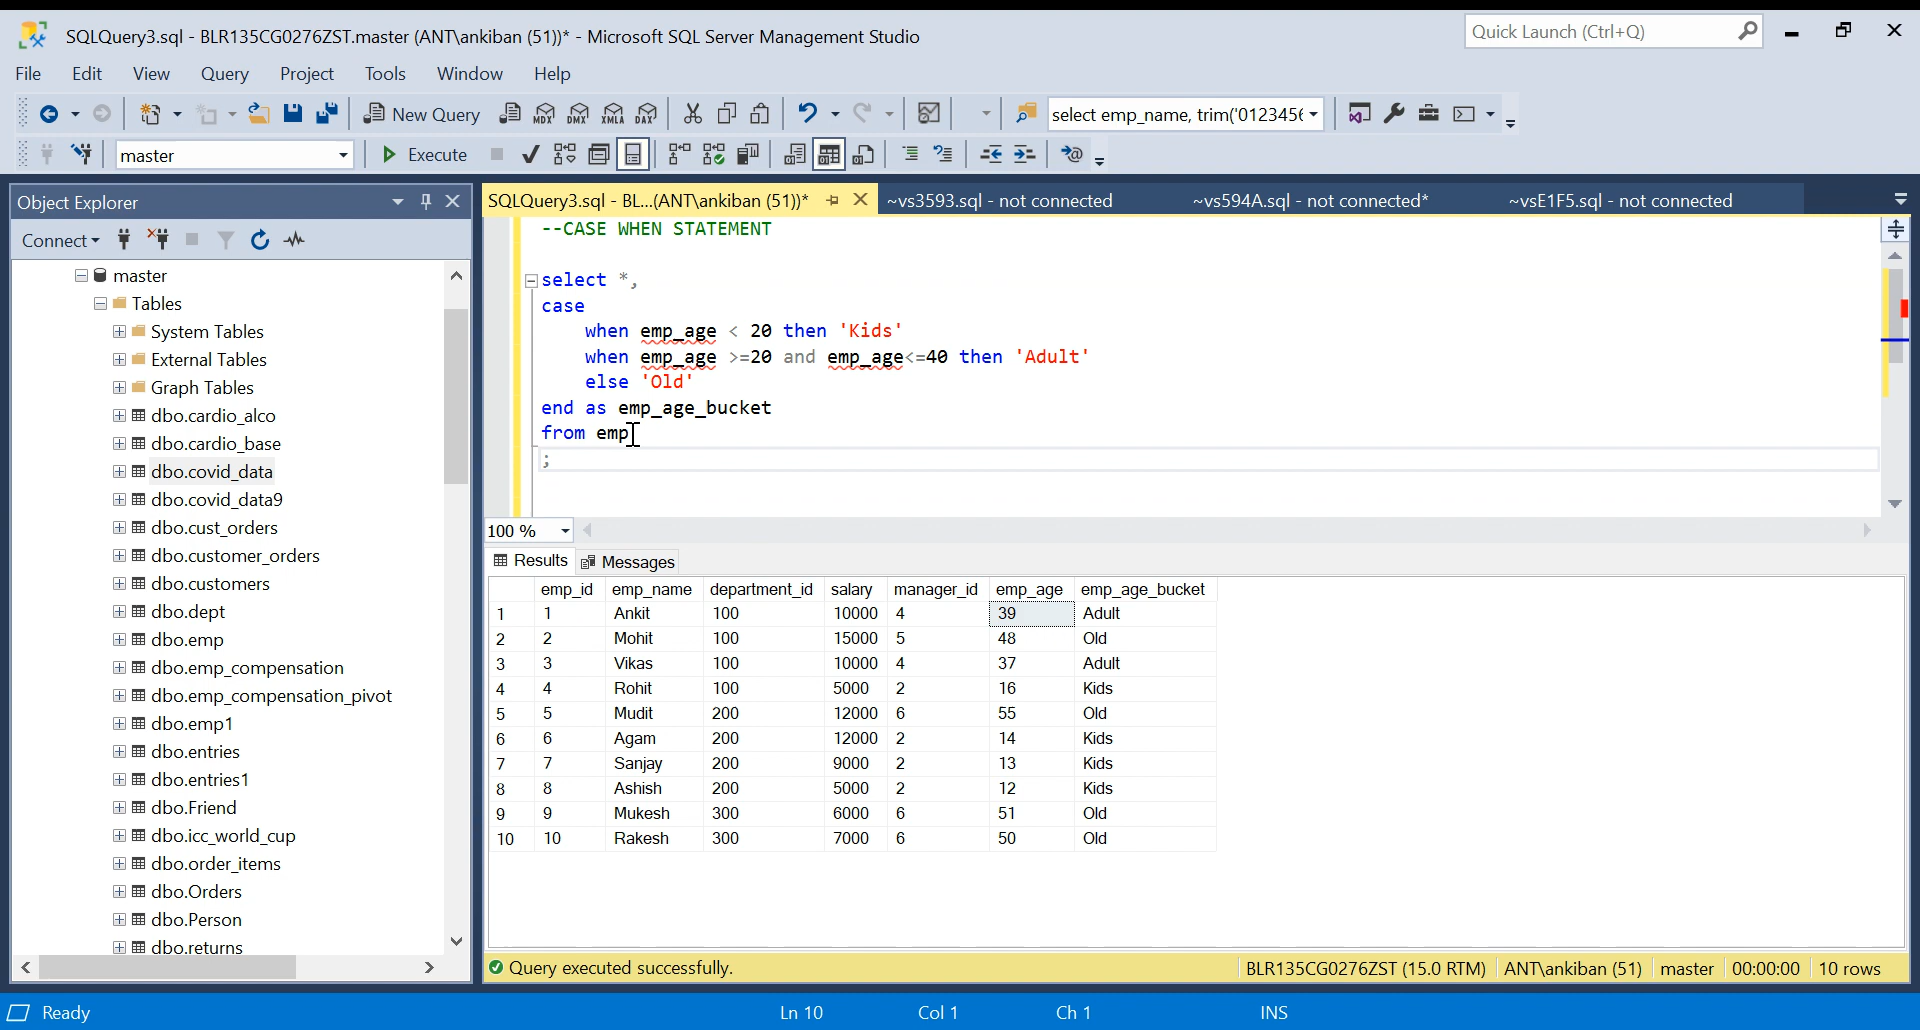 SQLQuery3.sql - BLR135CG0276ZST.master (ANT\ankiban (51))* - Microsoft SQL Server Management Studio
Quick Launch (Ctrl+Q)
File Edit View Query Project Tools Window Help
New Query MDX DMX XMLA DAX select emp_name, trim('0123456
master Execute
Object Explorer
SQLQuery3.sql - BL...(ANT\ankiban (51))* ~vs3593.sql - not connected ~vs594A.sql - not connected* ~vsE1F5.sql - not connected
Connect
master
Tables
System Tables
External Tables
Graph Tables
dbo.cardio_alco
dbo.cardio_base
dbo.covid_data
dbo.covid_data9
dbo.cust_orders
dbo.customer_orders
dbo.customers
dbo.dept
dbo.emp
dbo.emp_compensation
dbo.emp_compensation_pivot
dbo.emp1
dbo.entries
dbo.entries1
dbo.Friend
dbo.icc_world_cup
dbo.order_items
dbo.Orders
dbo.Person
dbo.returns
--CASE WHEN STATEMENT
select *,
case
when emp_age < 20 then 'Kids'
when emp_age >=20 and emp_age<=40 then 'Adult'
else 'Old'
end as emp_age_bucket
from emp
;
100 %
Results Messages
emp_id emp_name department_id salary manager_id emp_age emp_age_bucket
1 1 Ankit 100 10000 4 39 Adult
2 2 Mohit 100 15000 5 48 Old
3 3 Vikas 100 10000 4 37 Adult
4 4 Rohit 100 5000 2 16 Kids
5 5 Mudit 200 12000 6 55 Old
6 6 Agam 200 12000 2 14 Kids
7 7 Sanjay 200 9000 2 13 Kids
8 8 Ashish 200 5000 2 12 Kids
9 9 Mukesh 300 6000 6 51 Old
10 10 Rakesh 300 7000 6 50 Old
Query executed successfully. BLR135CG0276ZST (15.0 RTM) ANT\ankiban (51) master 00:00:00 10 rows
Ready Ln 10 Col 1 Ch 1 INS